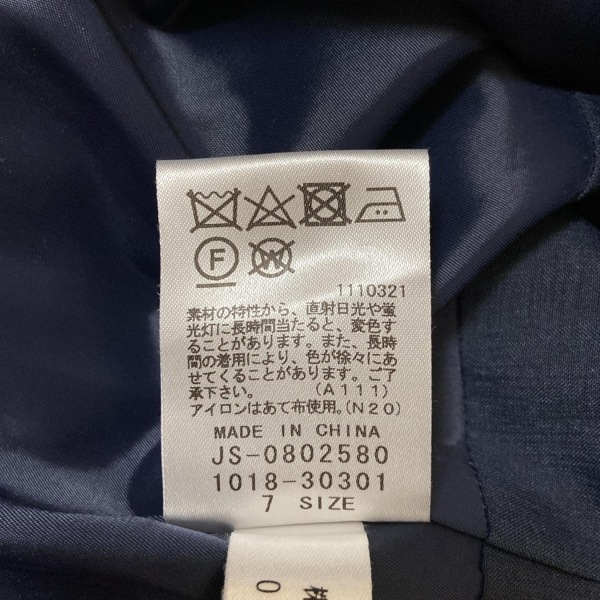 F W
1110321
素材の特性から、直射日光や蛍
光灯に長時間当たると、変色す
ることがあります。また、長時
間の着用により、色が徐々にあ
せてくることがあります。ご了
承下さい。 (A111)
アイロンはあて布使用。(N20)
MADE IN CHINA
JS-0802580
1018-30301
7 SIZE
0